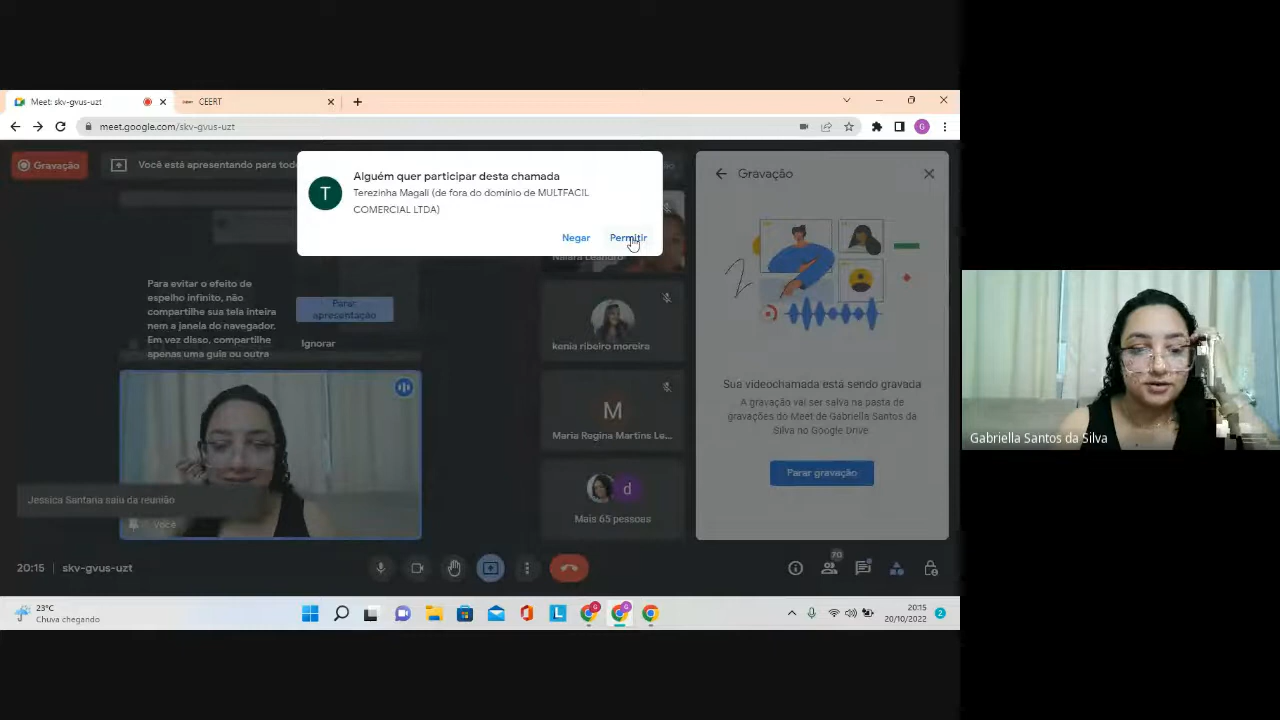 Meet: skv-gvus-uzt
CEERT
meet.google.com/skv-gvus-uzt
G
Gravação
Você está apresentando para tod
Alguém quer participar desta chamada
T
Terezinha Magali (de fora do domínio de MULTFACIL
COMERCIAL LTDA)
Negar
Permitir
Naiara Leandro
Gravação
Para evitar o efeito de
espelho infinito, não
compartilhe sua tela inteira
nem a janela do navegador.
Em vez disso, compartilhe
apenas uma guia ou outra
Parar
apresentação
Ignorar
kenia ribeiro moreira
M
Maria Regina Martins Le...
d
Mais 65 pessoas
Sua videochamada está sendo gravada
A gravação vai ser salva na pasta de
gravações do Meet de Gabriella Santos da
Silva no Google Drive.
Parar gravação
Jessica Santana saiu da reunião
Você
20:15 | skv-gvus-uzt
70
23°C
Chuva chegando
L
G
G
20:15
20/10/2022
2
Gabriella Santos da Silva